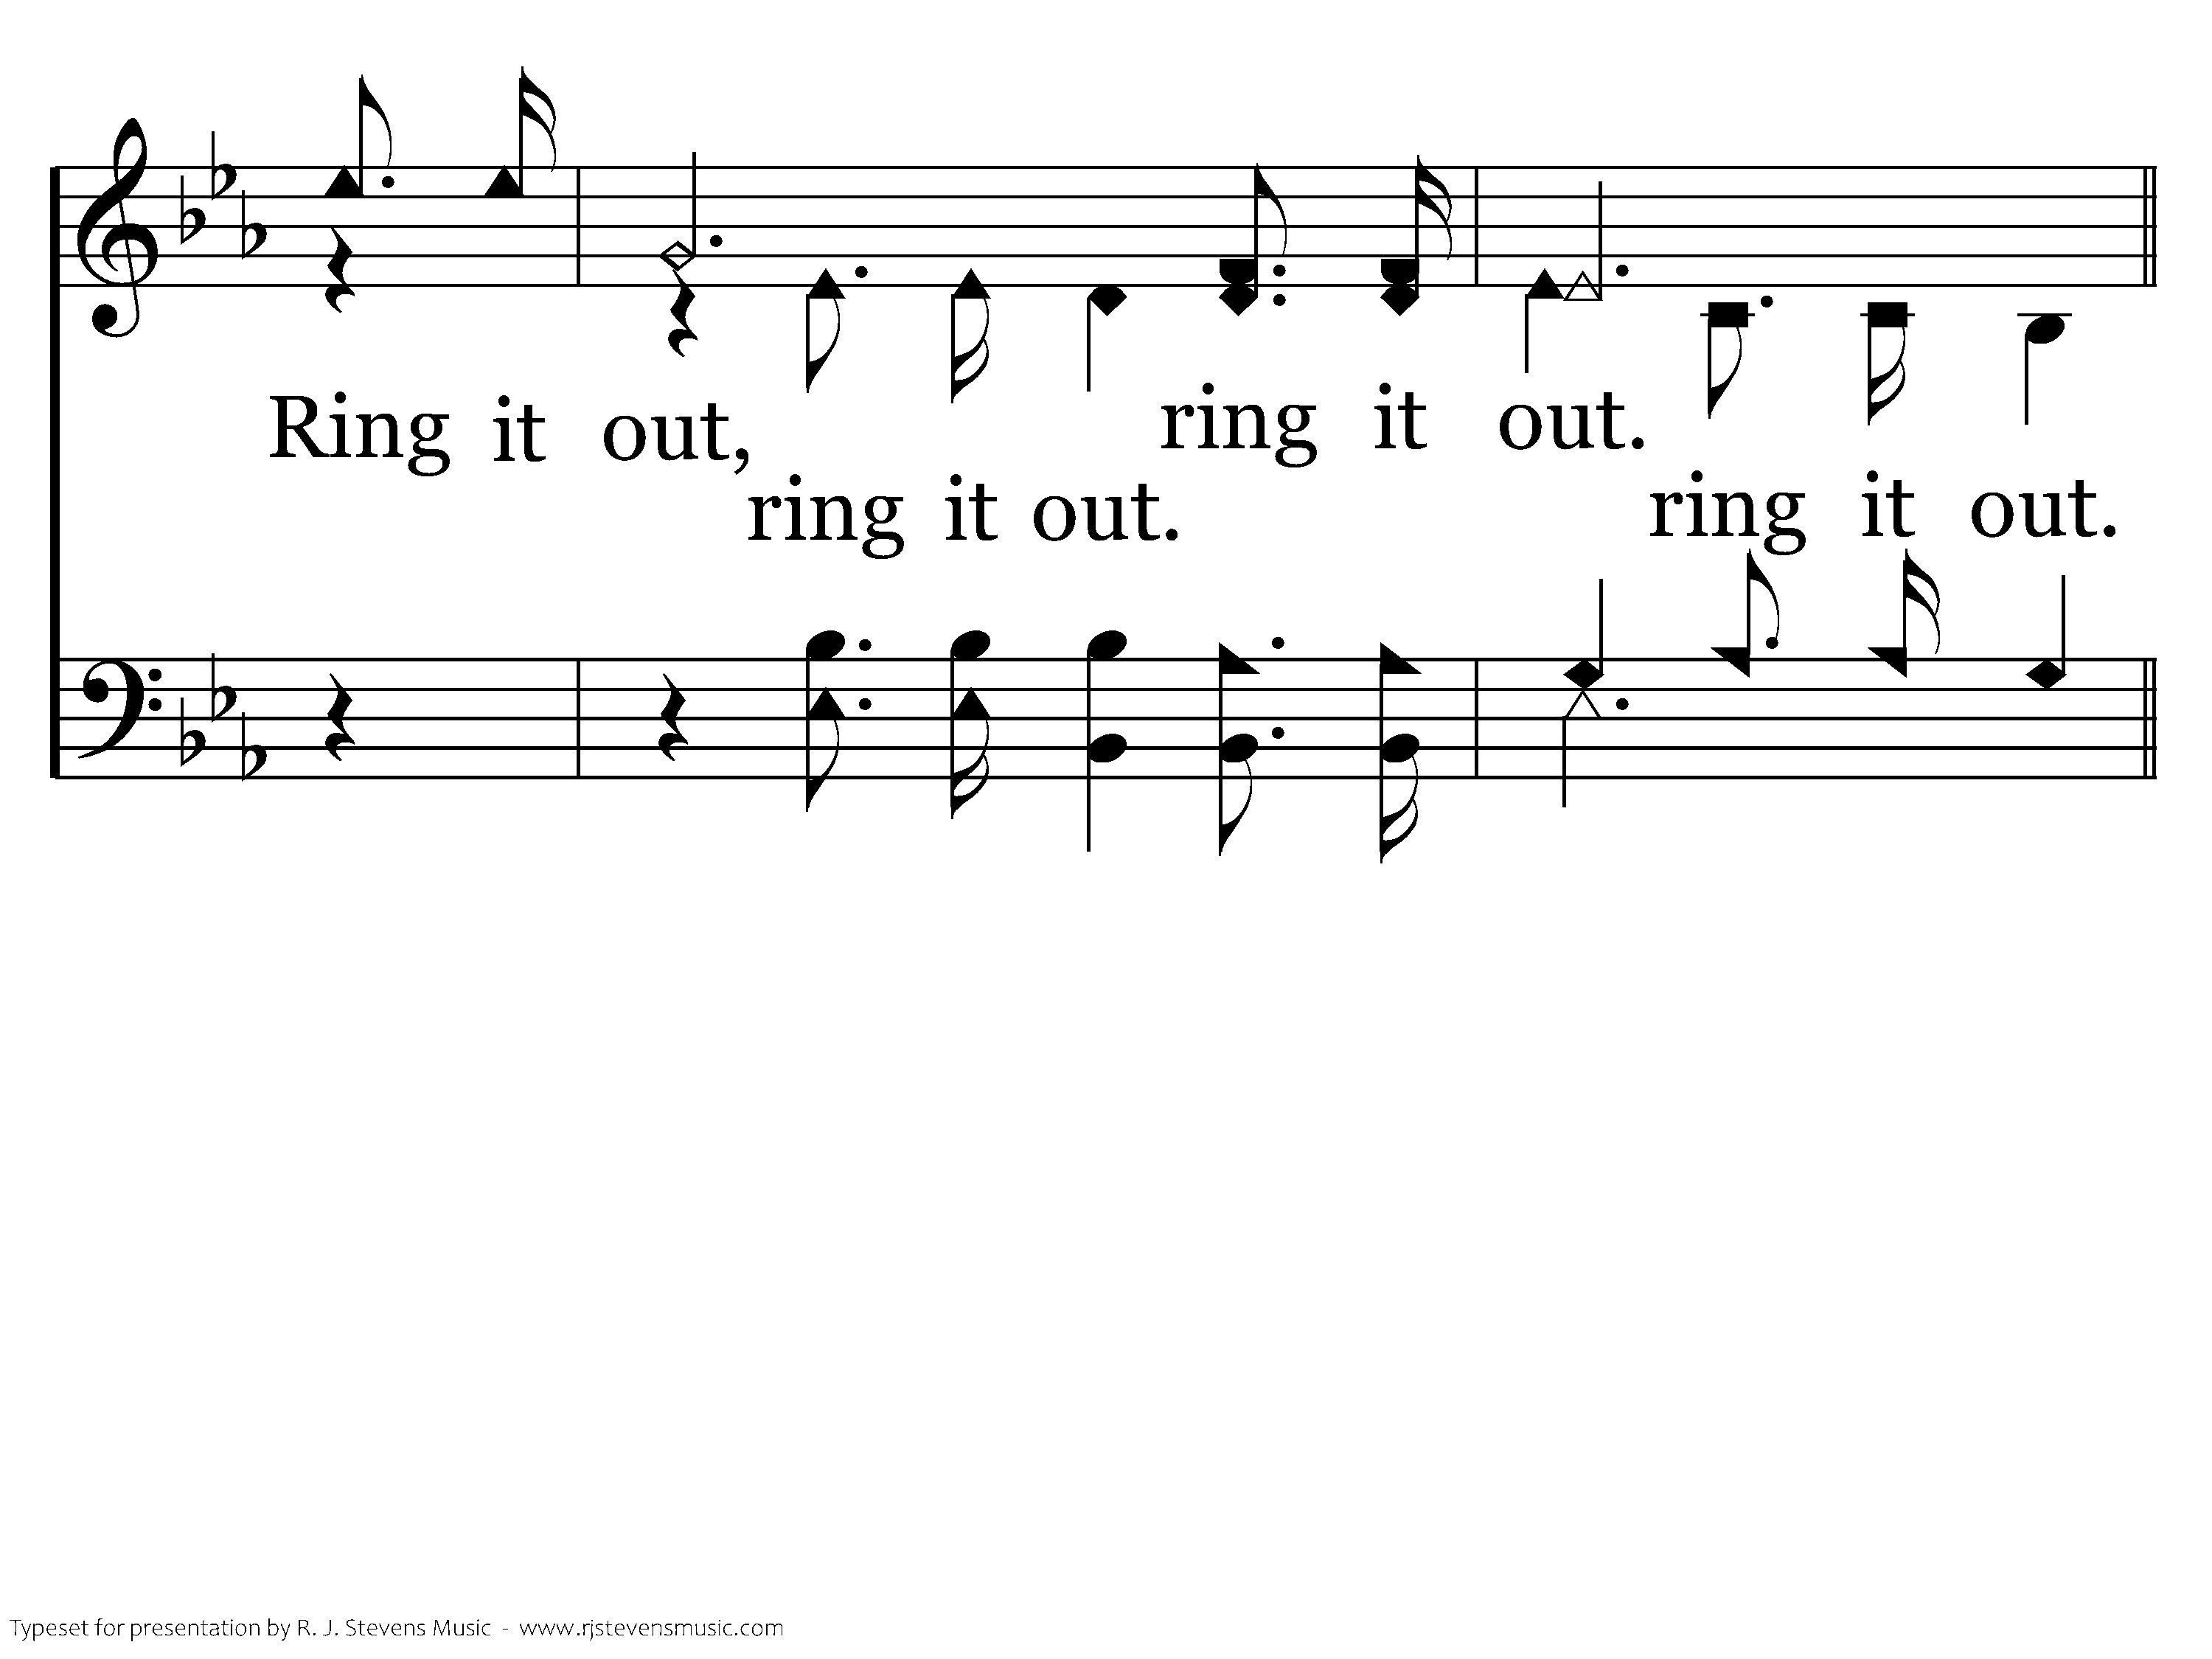 Ring it out, ring it out.
ring it out. ring it out.
Typeset for presentation by R. J. Stevens Music - www.rjstevensmusic.com